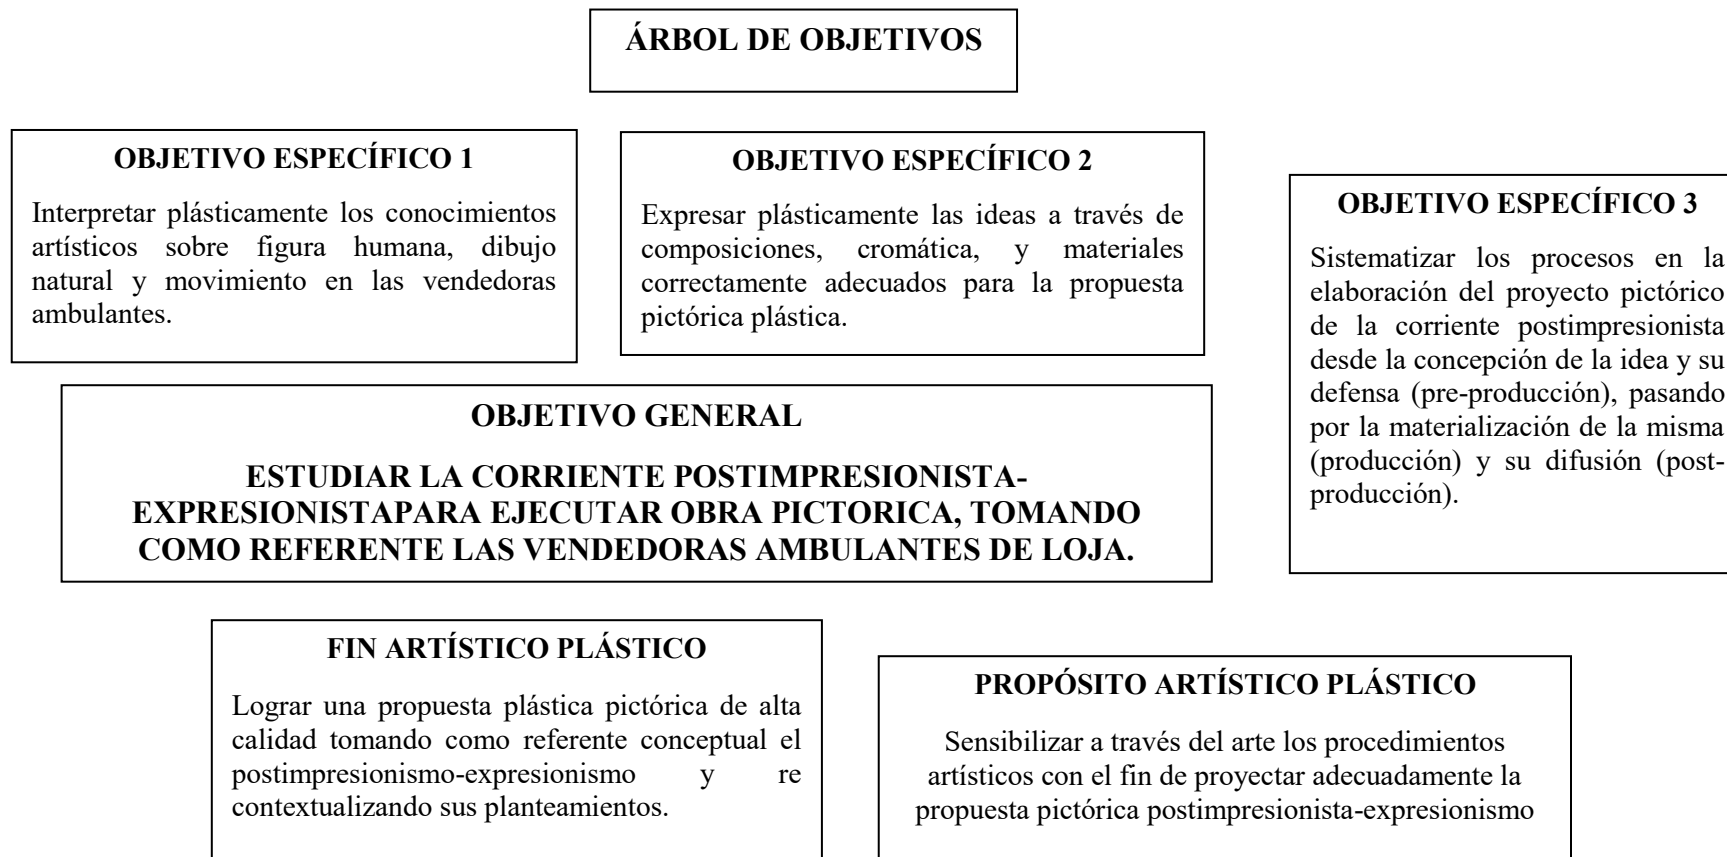 ÁRBOL DE OBJETIVOS
OBJETIVO ESPECÍFICO 1
Interpretar plásticamente los conocimientos
artísticos sobre figura humana, dibujo
natural y movimiento en las vendedoras
ambulantes.
OBJETIVO ESPECÍFICO 2
Expresar plásticamente las ideas a través de
composiciones, cromática, y materiales
correctamente adecuados para la propuesta
pictórica plástica.
OBJETIVO ESPECÍFICO 3
Sistematizar los procesos en la
elaboración del proyecto pictórico
de la corriente postimpresionista
desde la concepción de la idea y su
defensa (pre-producción), pasando
por la materialización de la misma
(producción) y su difusión (post-
producción).
OBJETIVO GENERAL
ESTUDIAR LA CORRIENTE POSTIMPRESIONISTA-
EXPRESIONISTAPARA EJECUTAR OBRA PICTORICA, TOMANDO
COMO REFERENTE LAS VENDEDORAS AMBULANTES DE LOJA.
FIN ARTÍSTICO PLÁSTICO
Lograr una propuesta plástica pictórica de alta
calidad tomando como referente conceptual el
postimpresionismo-expresionismo y re
contextualizando sus planteamientos.
PROPÓSITO ARTÍSTICO PLÁSTICO
Sensibilizar a través del arte los procedimientos
artísticos con el fin de proyectar adecuadamente la
propuesta pictórica postimpresionista-expresionismo